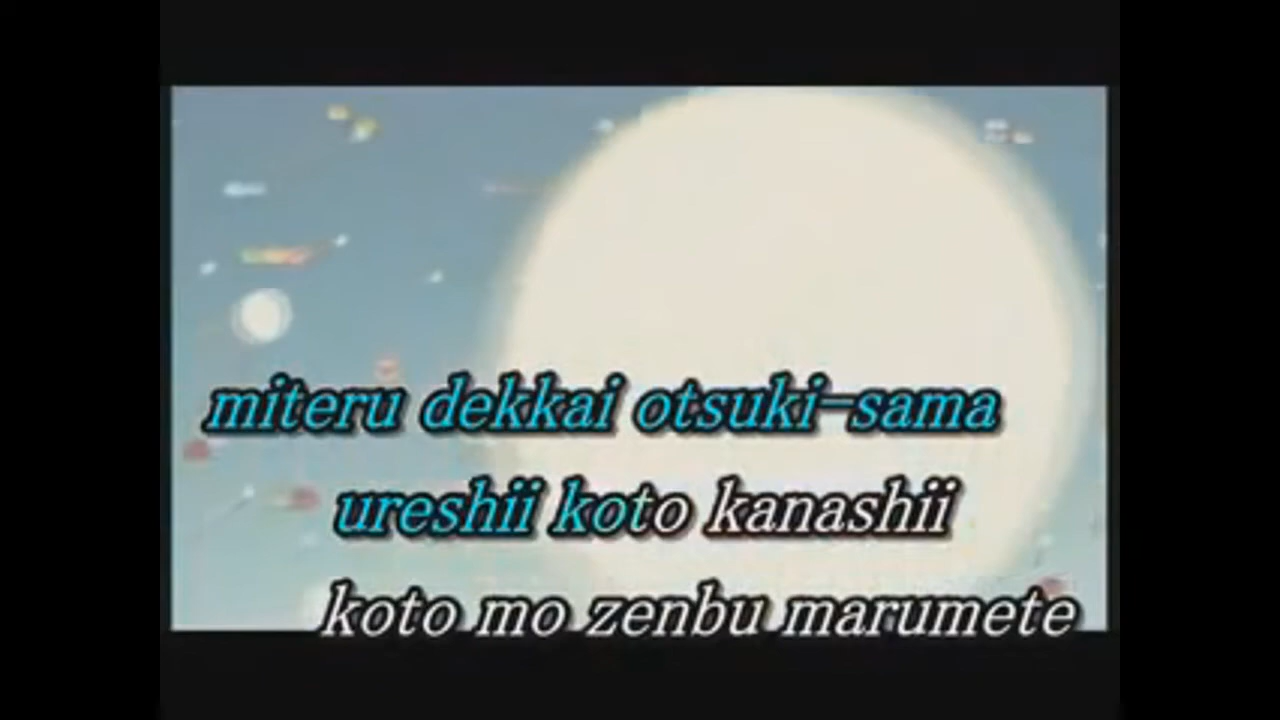 miteru dekkai otsuki-sama
ureshii koto kanashii
koto mo zenbu marumete